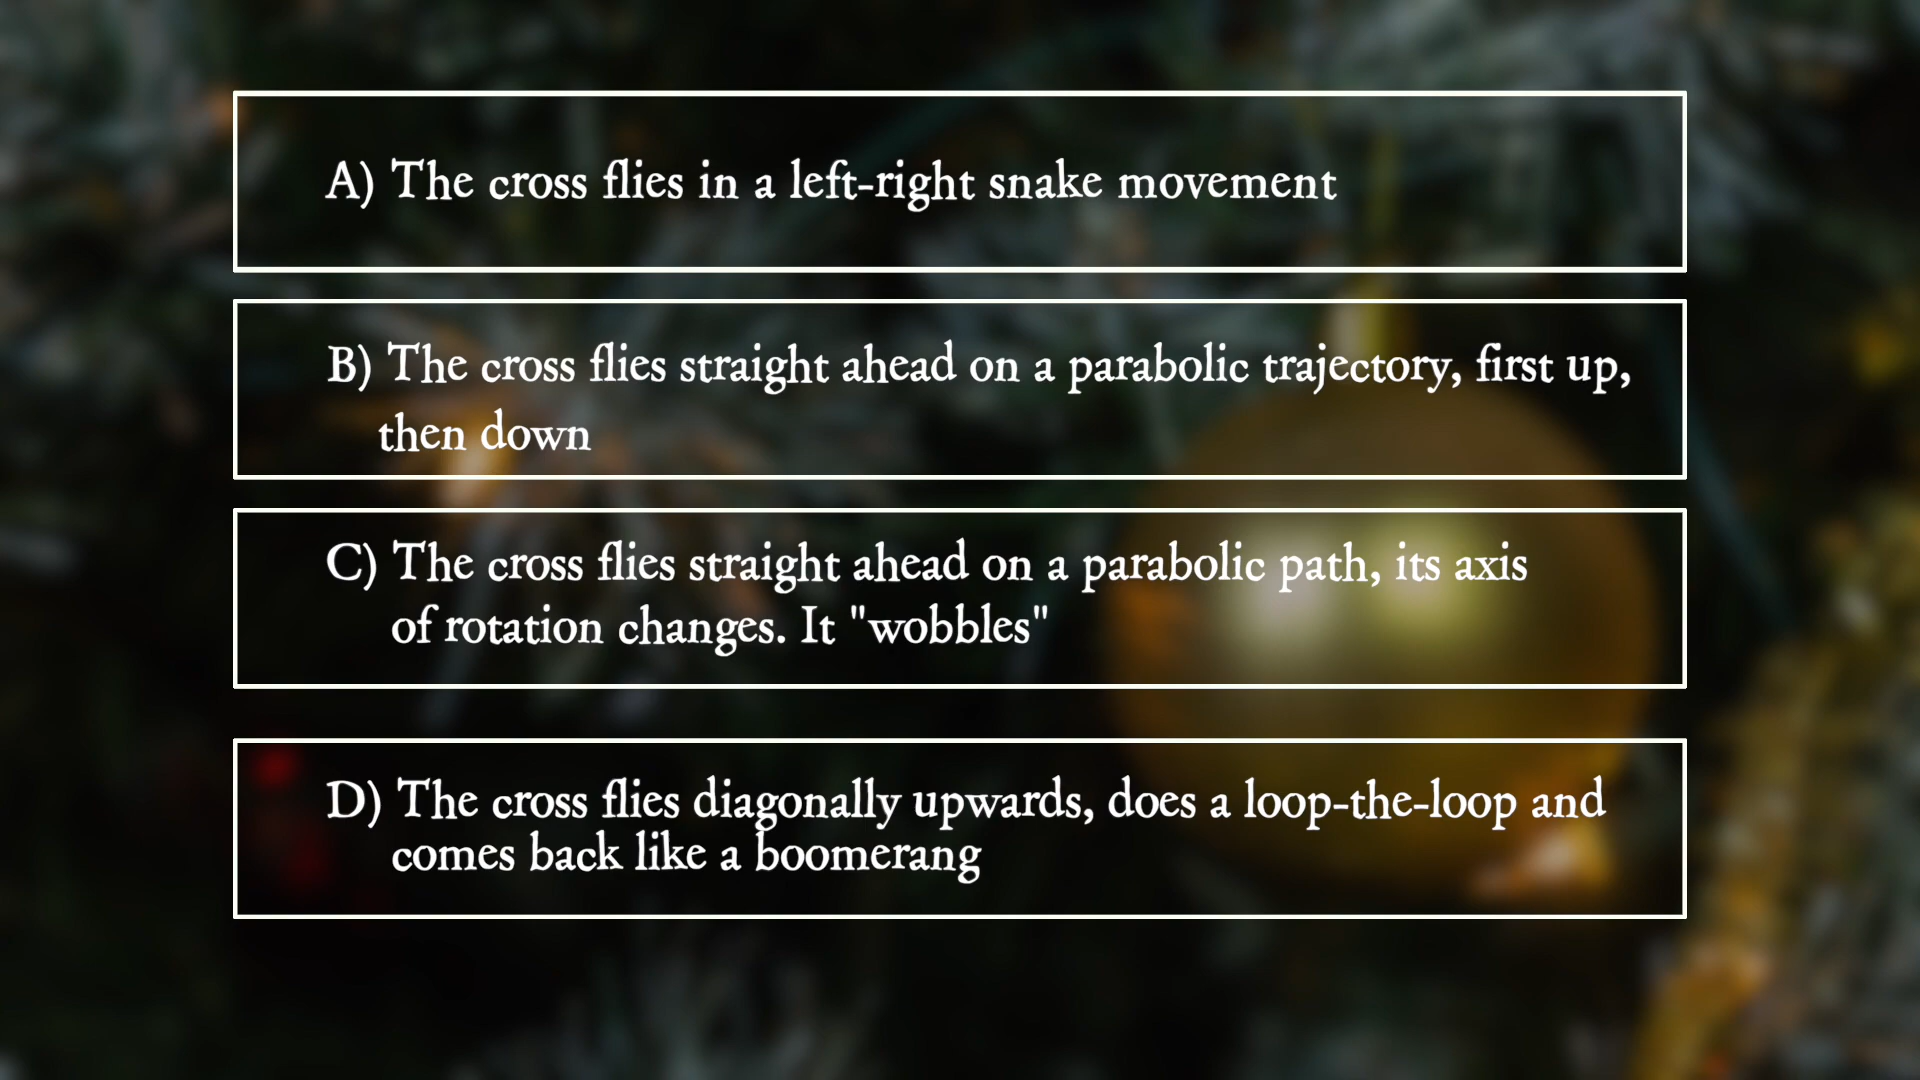 A) The cross flies in a left-right snake movement
B) The cross flies straight ahead on a parabolic trajectory, first up,
then down
C) The cross flies straight ahead on a parabolic path, its axis
of rotation changes. It "wobbles"
D) The cross flies diagonally upwards, does a loop-the-loop and
comes back like a boomerang